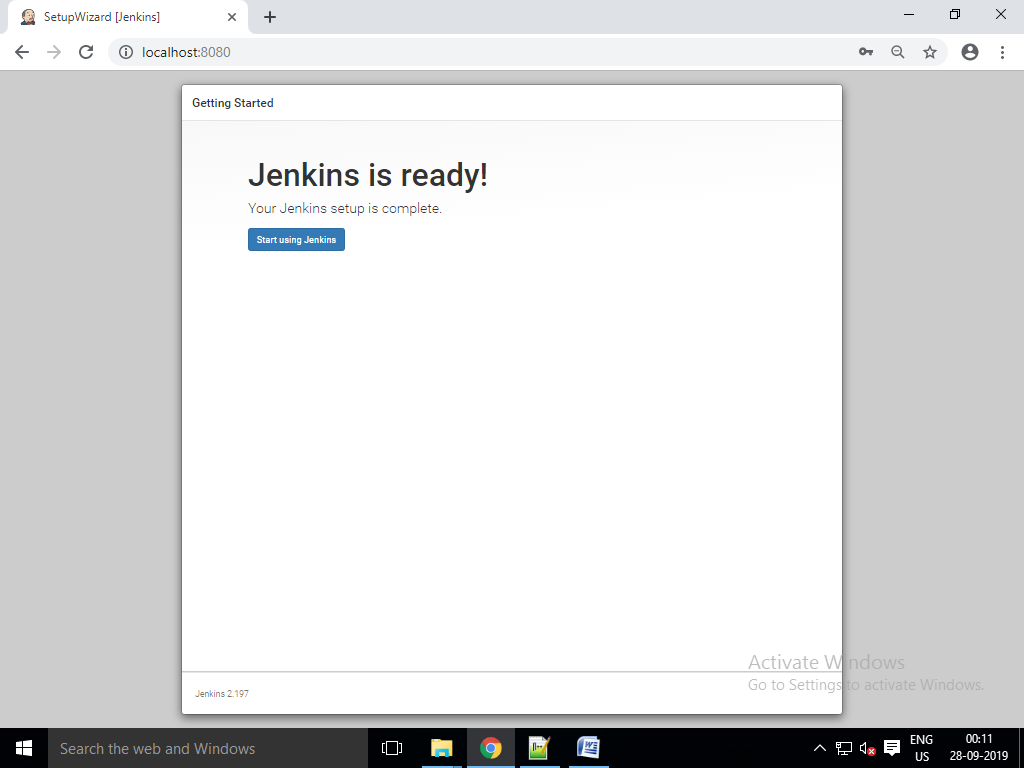 SetupWizard [Jenkins]
localhost:8080
Getting Started
Jenkins is ready!
Your Jenkins setup is complete.
Start using Jenkins
Activate Windows
Go to Settings to activate Windows.
Jenkins 2.197
Search the web and Windows
ENG
US
00:11
28-09-2019